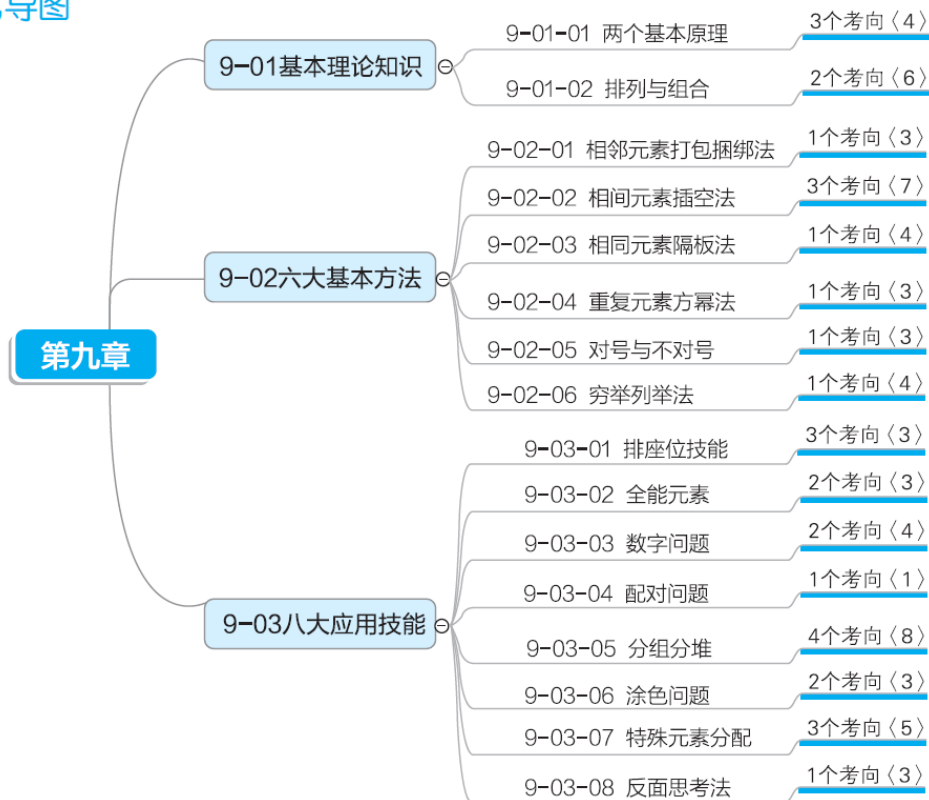 导图
第九章
9-01基本理论知识
9-01-01 两个基本原理 3个考向〈4〉
9-01-02 排列与组合 2个考向〈6〉
9-02六大基本方法
9-02-01 相邻元素打包捆绑法 1个考向〈3〉
9-02-02 相间元素插空法 3个考向〈7〉
9-02-03 相同元素隔板法 1个考向〈4〉
9-02-04 重复元素方幂法 1个考向〈3〉
9-02-05 对号与不对号 1个考向〈3〉
9-02-06 穷举列举法 1个考向〈4〉
9-03八大应用技能
9-03-01 排座位技能 3个考向〈3〉
9-03-02 全能元素 2个考向〈3〉
9-03-03 数字问题 2个考向〈4〉
9-03-04 配对问题 1个考向〈1〉
9-03-05 分组分堆 4个考向〈8〉
9-03-06 涂色问题 2个考向〈3〉
9-03-07 特殊元素分配 3个考向〈5〉
9-03-08 反面思考法 1个考向〈3〉